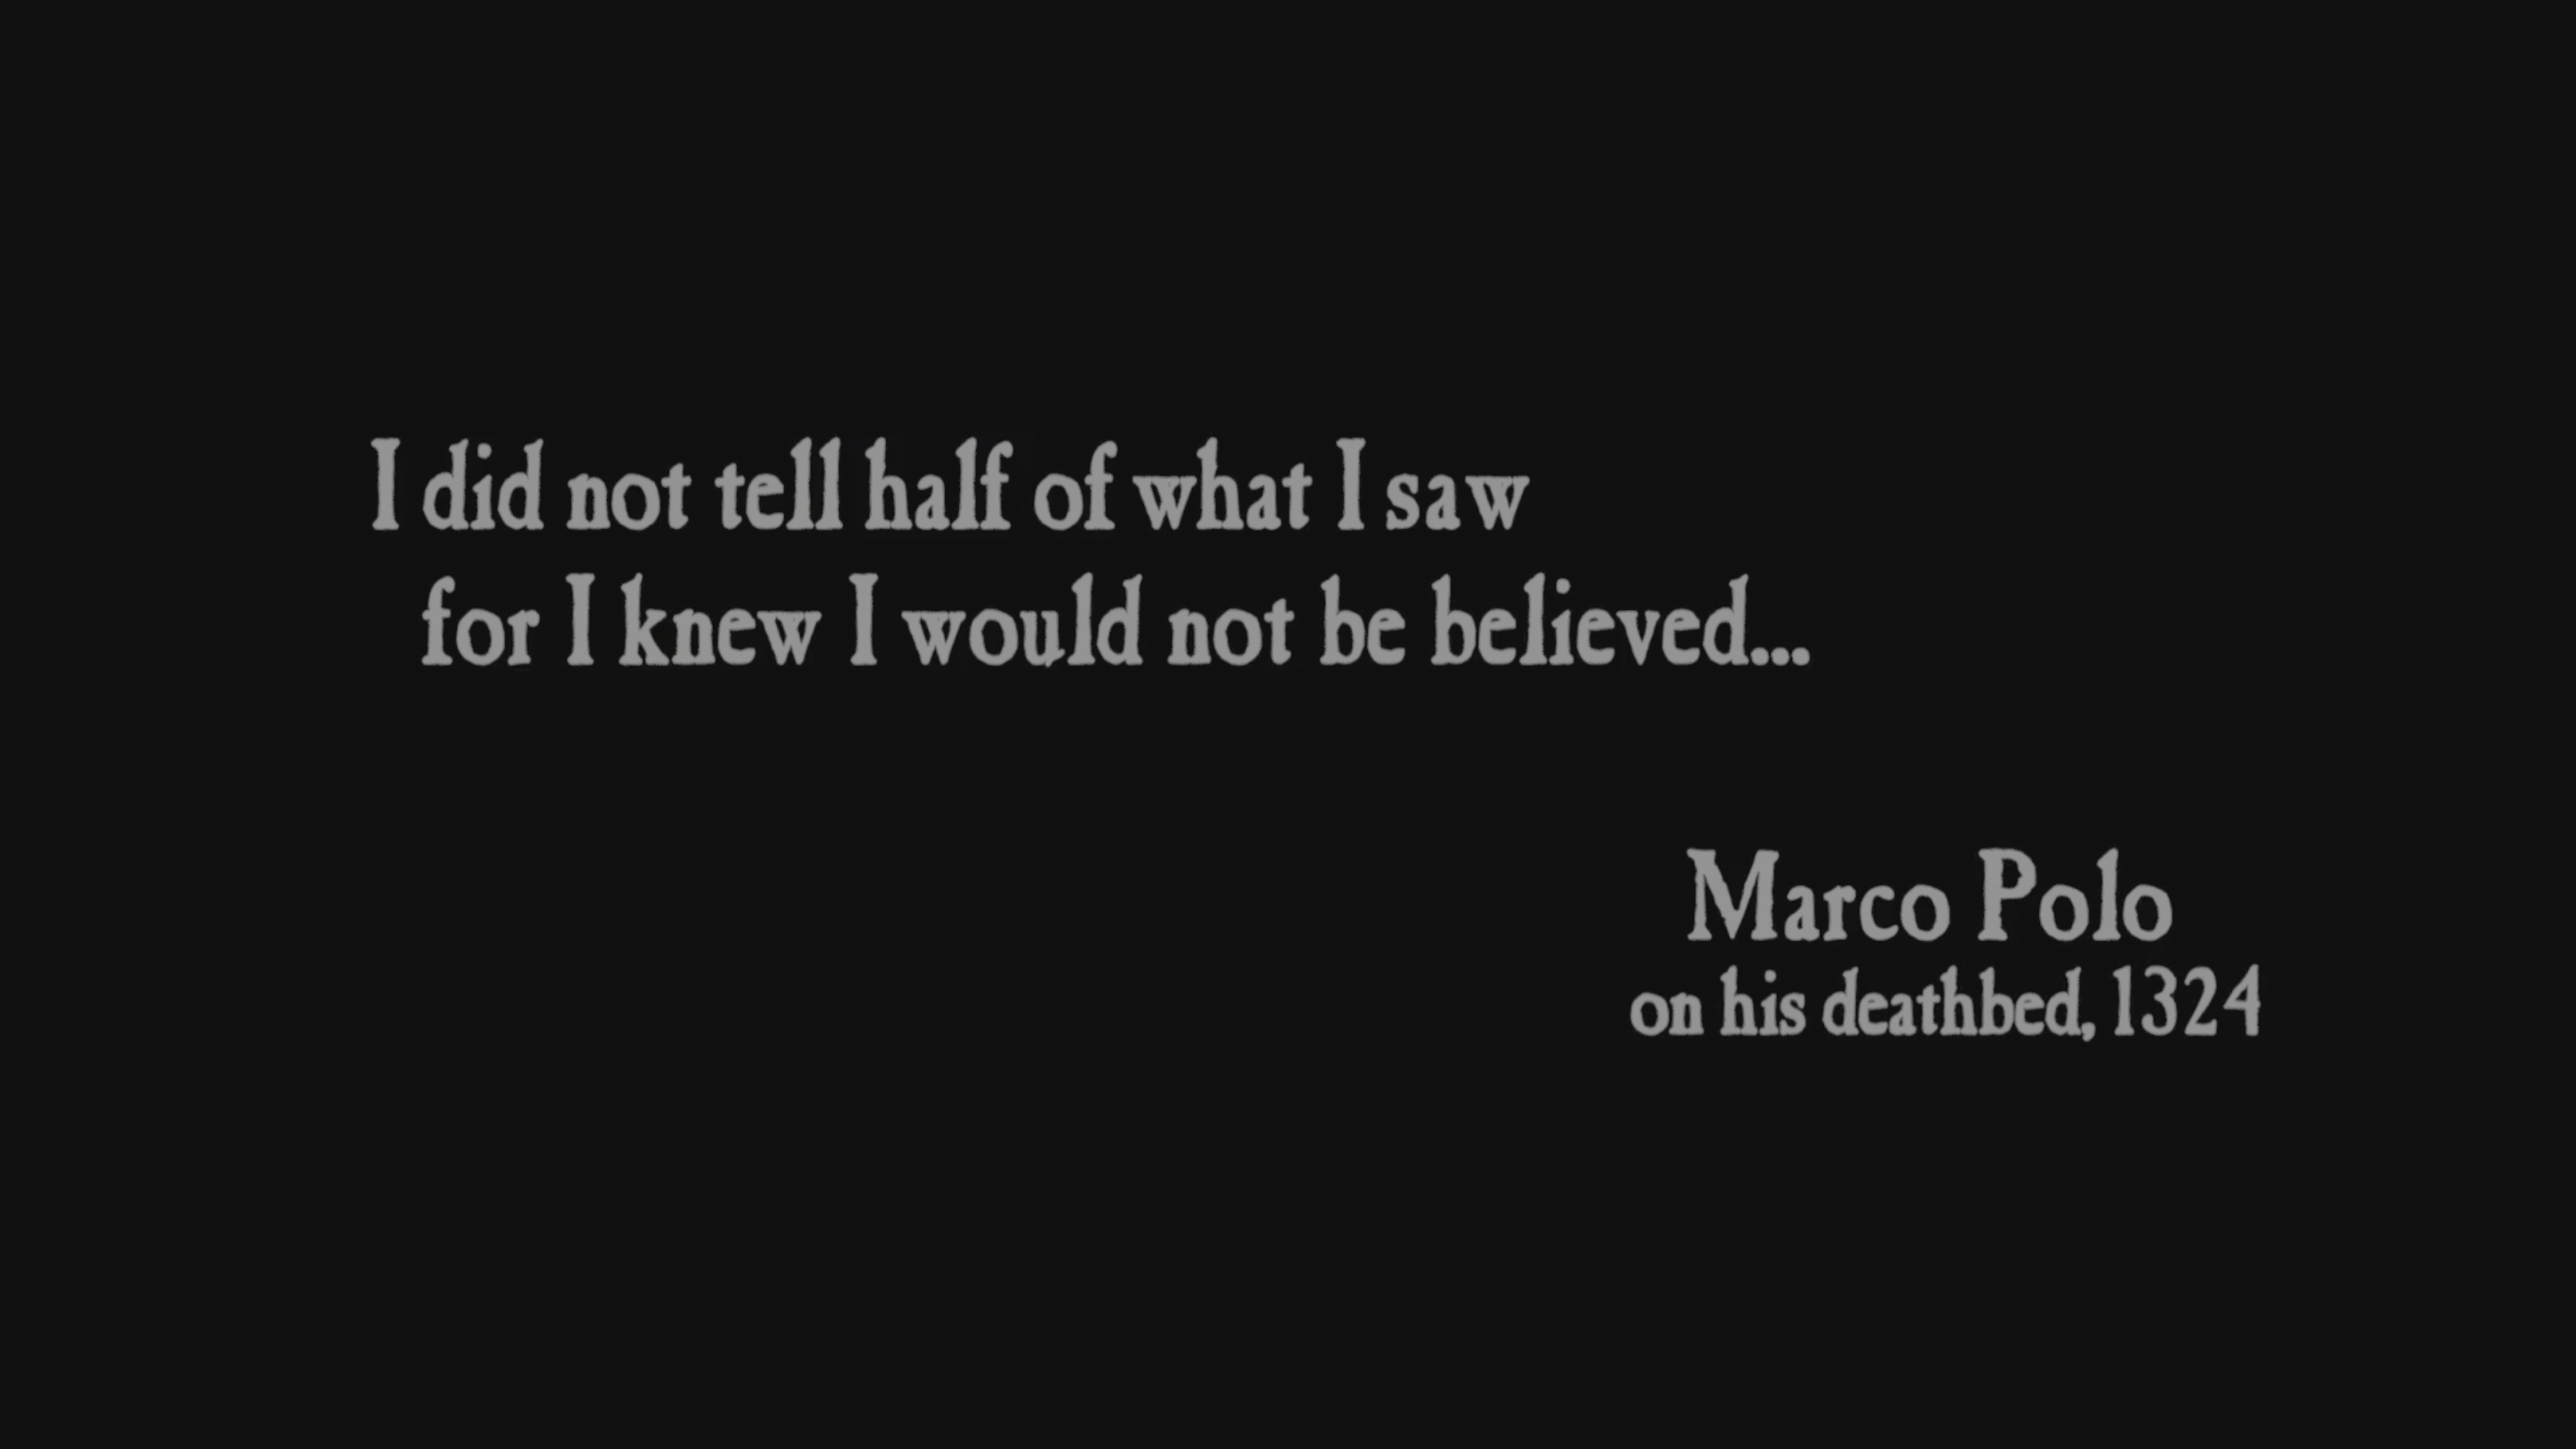 I did not tell half of what I saw
for I knew I would not be believed...
Marco Polo
on his deathbed, 1324